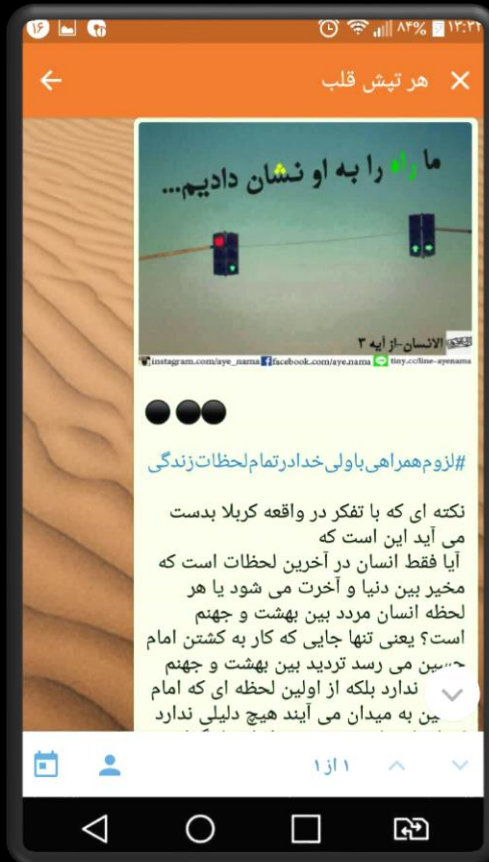 ۱۶ ۸۴% ۱۳:۳۲
هر تپش قلب
ما راه را به او نشان دادیم...
الانسان-از آیه ۳
instagram.com/aye_nama facebook.com/aye.nama tiny.cc/line-ayenama
#لزوم‌همراهی‌باولی‌خدادرتمام‌لحظات‌زندگی
نکته ای که با تفکر در واقعه کربلا بدست
می آید این است که
آیا فقط انسان در آخرین لحظات است که
مخیر بین دنیا و آخرت می شود یا هر
لحظه انسان مردد بین بهشت و جهنم
است؟ یعنی تنها جایی که کار به کشتن امام
حسین می رسد تردید بین بهشت و جهنم
ندارد بلکه از اولین لحظه ای که امام
به میدان می آیند هیچ دلیلی ندارد
۱ از ۱